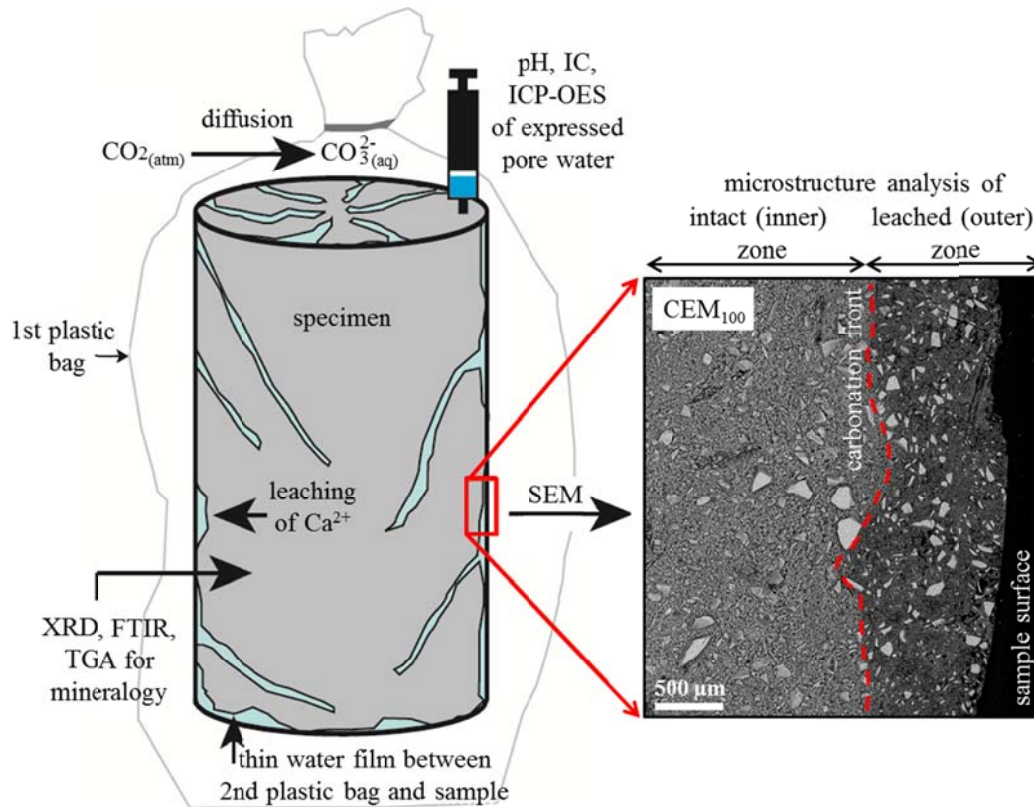 diffusion
CO2(atm)
CO₃²⁻(aq)
pH, IC,
ICP-OES
of expressed
pore water
1st plastic
bag
specimen
leaching
of Ca²⁺
XRD, FTIR,
TGA for
mineralogy
thin water film between
2nd plastic bag and sample
SEM
microstructure analysis of
intact (inner) leached (outer)
zone zone
CEM₁₀₀
carbonation front
sample surface
500 µm